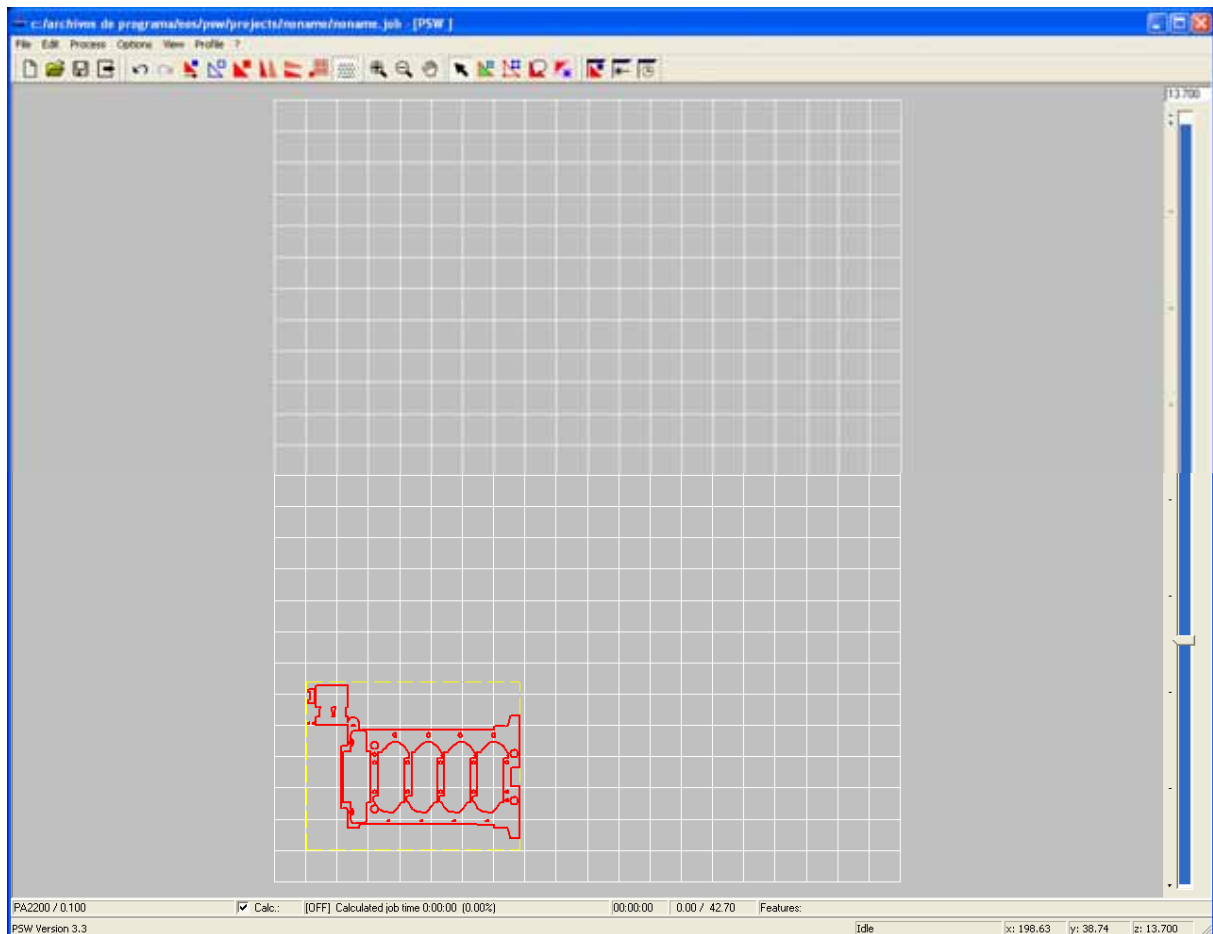 c:/archivos de programa/eos/psw/projects/noname/noname.job - [PSW ]
File Edit Process Options View Profile ?
13.700
PA2200 / 0.100 Calc.: [OFF] Calculated job time 0:00:00 (0.00%) 00:00:00 0.00 / 42.70 Features:
PSW Version 3.3 Idle x: 198.63 y: 38.74 z: 13.700